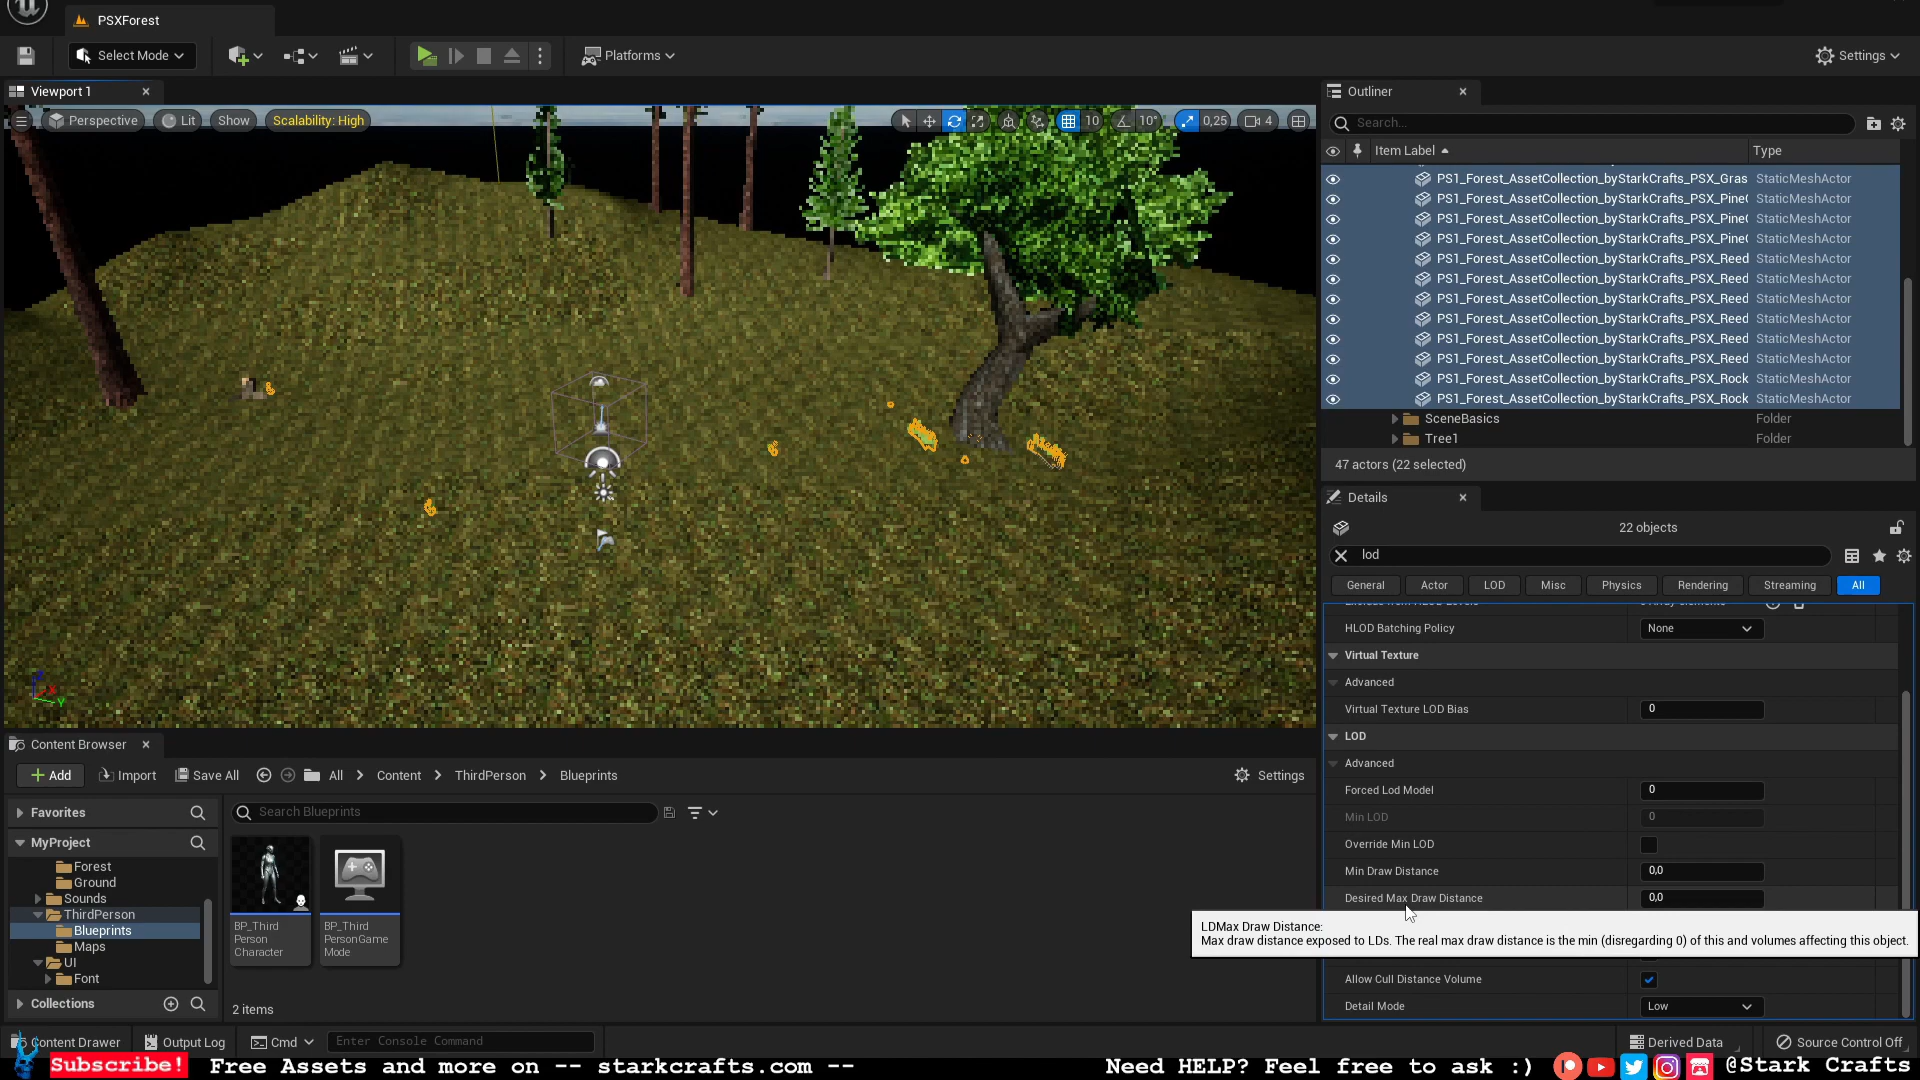 PSXForest
Select Mode
Platforms
Settings
Viewport 1
Perspective
Lit
Show
Scalability: High
10
10°
0,25
4
Outliner
Search...
Item Label
Type
PS1_Forest_AssetCollection_byStarkCrafts_PSX_Gras StaticMeshActor
PS1_Forest_AssetCollection_byStarkCrafts_PSX_Pine StaticMeshActor
PS1_Forest_AssetCollection_byStarkCrafts_PSX_Pine StaticMeshActor
PS1_Forest_AssetCollection_byStarkCrafts_PSX_Pine StaticMeshActor
PS1_Forest_AssetCollection_byStarkCrafts_PSX_Reed StaticMeshActor
PS1_Forest_AssetCollection_byStarkCrafts_PSX_Reed StaticMeshActor
PS1_Forest_AssetCollection_byStarkCrafts_PSX_Reed StaticMeshActor
PS1_Forest_AssetCollection_byStarkCrafts_PSX_Reed StaticMeshActor
PS1_Forest_AssetCollection_byStarkCrafts_PSX_Reed StaticMeshActor
PS1_Forest_AssetCollection_byStarkCrafts_PSX_Reed StaticMeshActor
PS1_Forest_AssetCollection_byStarkCrafts_PSX_Rock StaticMeshActor
PS1_Forest_AssetCollection_byStarkCrafts_PSX_Rock StaticMeshActor
SceneBasics Folder
Tree1 Folder
47 actors (22 selected)
Details
22 objects
lod
General
Actor
LOD
Misc
Physics
Rendering
Streaming
All
HLOD Batching Policy None
Virtual Texture
Advanced
Virtual Texture LOD Bias 0
LOD
Advanced
Forced Lod Model 0
Min LOD 0
Override Min LOD
Min Draw Distance 0,0
Desired Max Draw Distance 0,0
LDMax Draw Distance:
Max draw distance exposed to LDs. The real max draw distance is the min (disregarding 0) of this and volumes affecting this object.
Allow Cull Distance Volume
Detail Mode Low
Content Browser
Add
Import
Save All
All
Content
ThirdPerson
Blueprints
Settings
Favorites
MyProject
Forest
Ground
Sounds
ThirdPerson
Blueprints
Maps
UI
Font
Collections
Search Blueprints
BP_Third
Person
Character
BP_Third
PersonGame
Mode
2 items
Content Drawer
Output Log
Cmd
Enter Console Command
Derived Data
Source Control Off
Subscribe!
Free Assets and more on -- starkcrafts.com --
Need HELP? Feel free to ask :)
@Stark Crafts